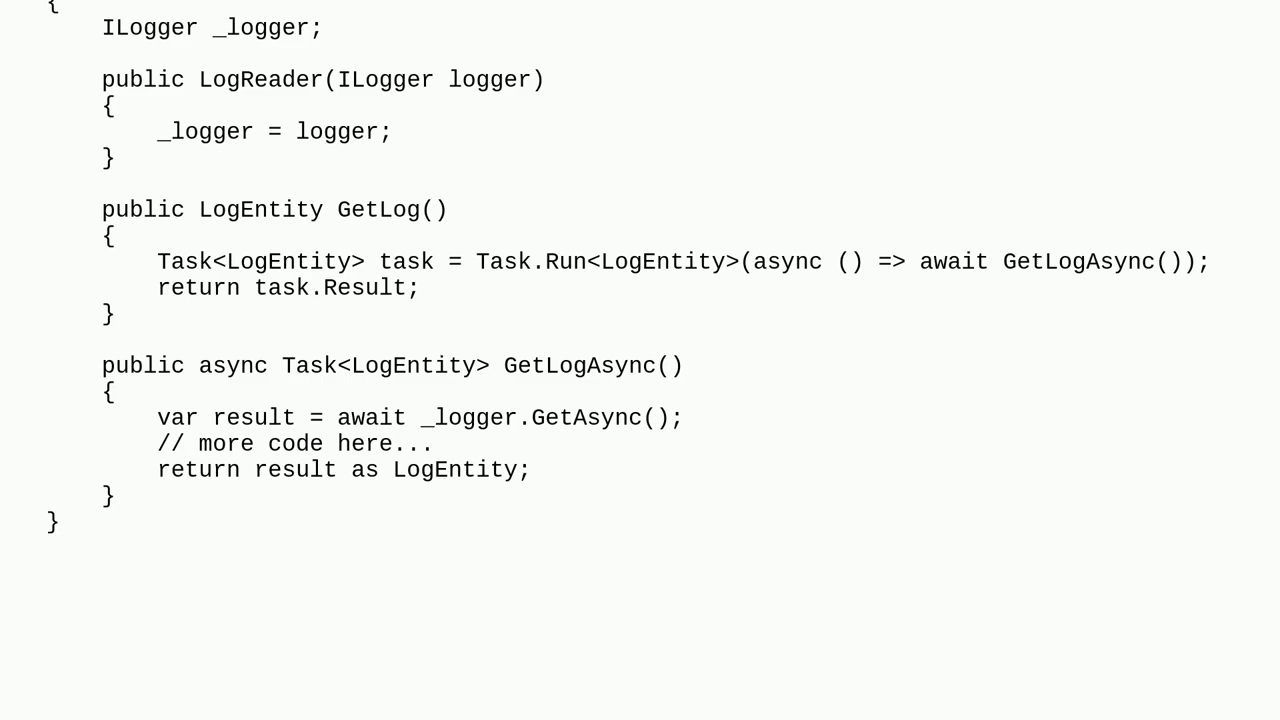 {
    ILogger _logger;

    public LogReader(ILogger logger)
    {
        _logger = logger;
    }

    public LogEntity GetLog()
    {
        Task<LogEntity> task = Task.Run<LogEntity>(async () => await GetLogAsync());
        return task.Result;
    }

    public async Task<LogEntity> GetLogAsync()
    {
        var result = await _logger.GetAsync();
        // more code here...
        return result as LogEntity;
    }
}